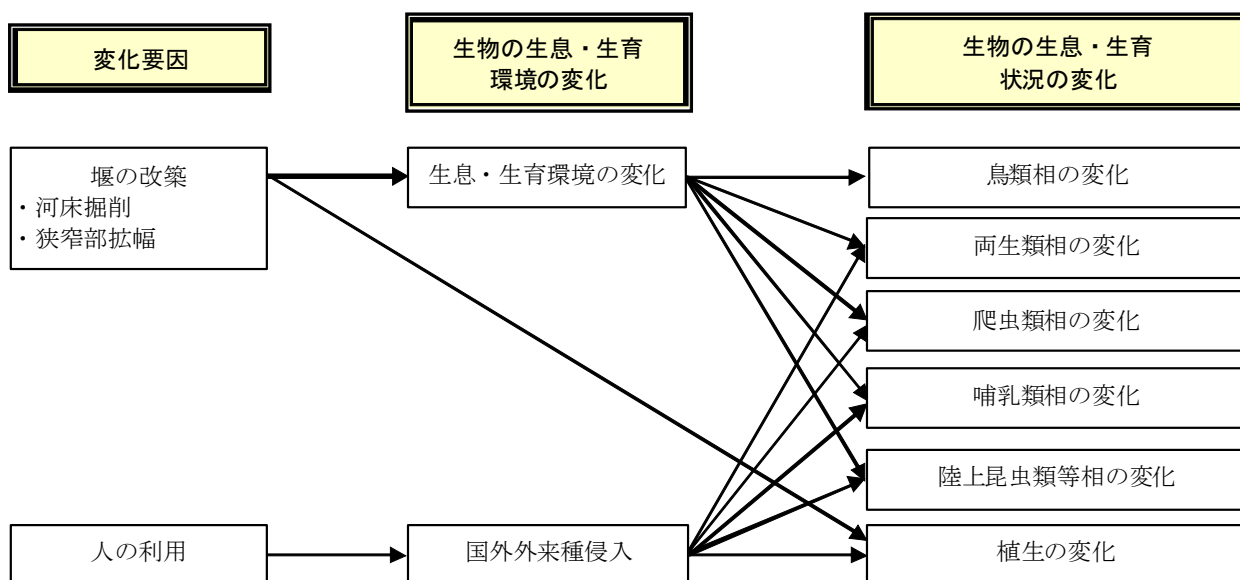 変化要因
生物の生息・生育
環境の変化
生物の生息・生育
状況の変化
堰の改築
・河床掘削
・狭窄部拡幅
生息・生育環境の変化
鳥類相の変化
両生類相の変化
爬虫類相の変化
哺乳類相の変化
陸上昆虫類等相の変化
人の利用
国外外来種侵入
植生の変化